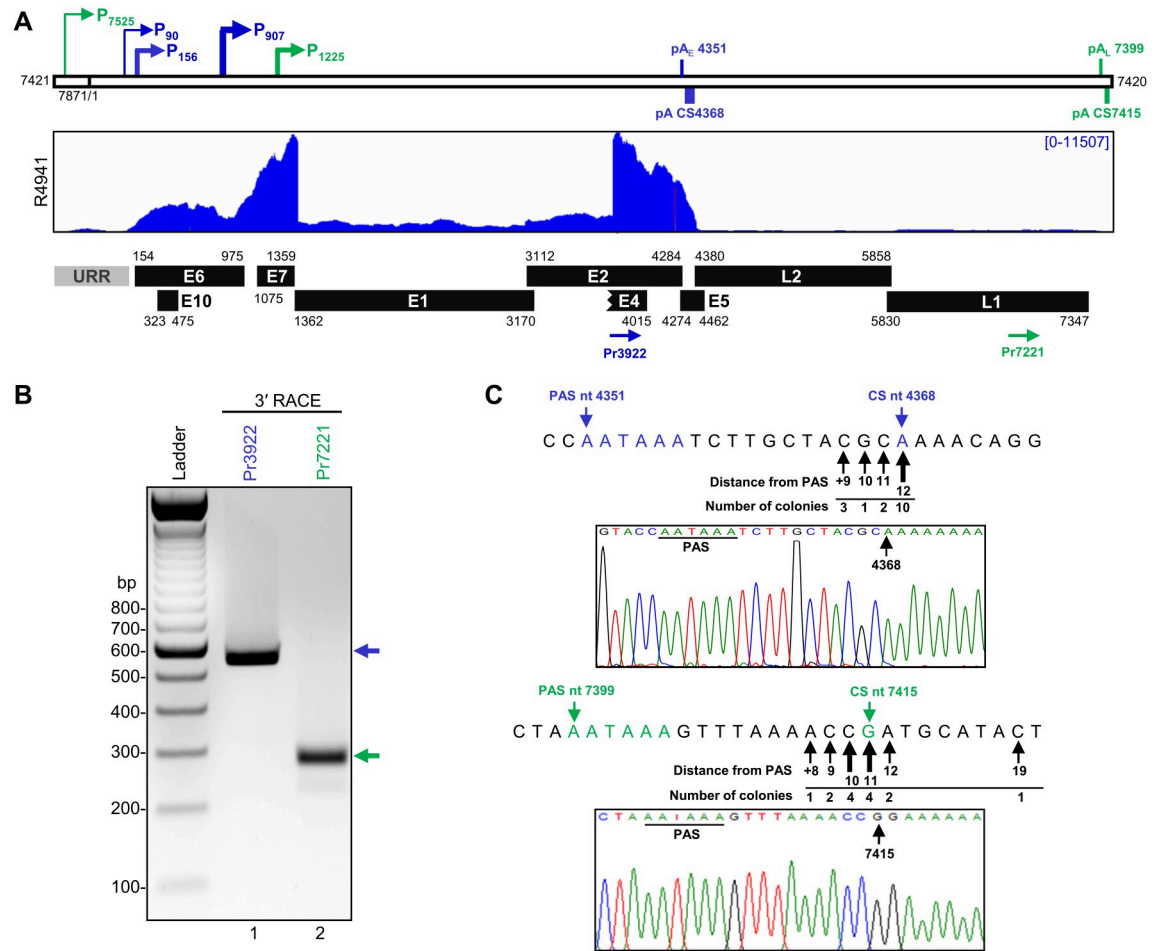 A
P7525
P90
P156
P907
P1225
pAE 4351
pAL 7399
7421
7871/1
7420
pA CS4368
pA CS7415
R4941
[0-11507]
154
975
1359
3112
4284
4380
5858
URR
E6
E7
E2
L2
E10
1075
E1
E4
E5
L1
323
475
1362
3170
4015
4274
4462
5830
7347
Pr3922
Pr7221
B
3′ RACE
Ladder
Pr3922
Pr7221
bp
800-
700-
600-
500-
400-
300-
200-
100-
1
2
C
PAS nt 4351
CS nt 4368
C C A A T A A A T C T T G C T A C G C A A A A C A G G
Distance from PAS
+9
10
11
12
Number of colonies
3
1
2
10
G T A C C A A T A A A T C T T G C T A C G C A A A A A A A A
PAS
4368
PAS nt 7399
CS nt 7415
C T A A A T A A A G T T T A A A A C C G A T G C A T A C T
Distance from PAS
+8
9
10
11
12
19
Number of colonies
1
2
4
4
2
1
C T A A A T A A A G T T T A A A A C C G G A A A A A A
PAS
7415